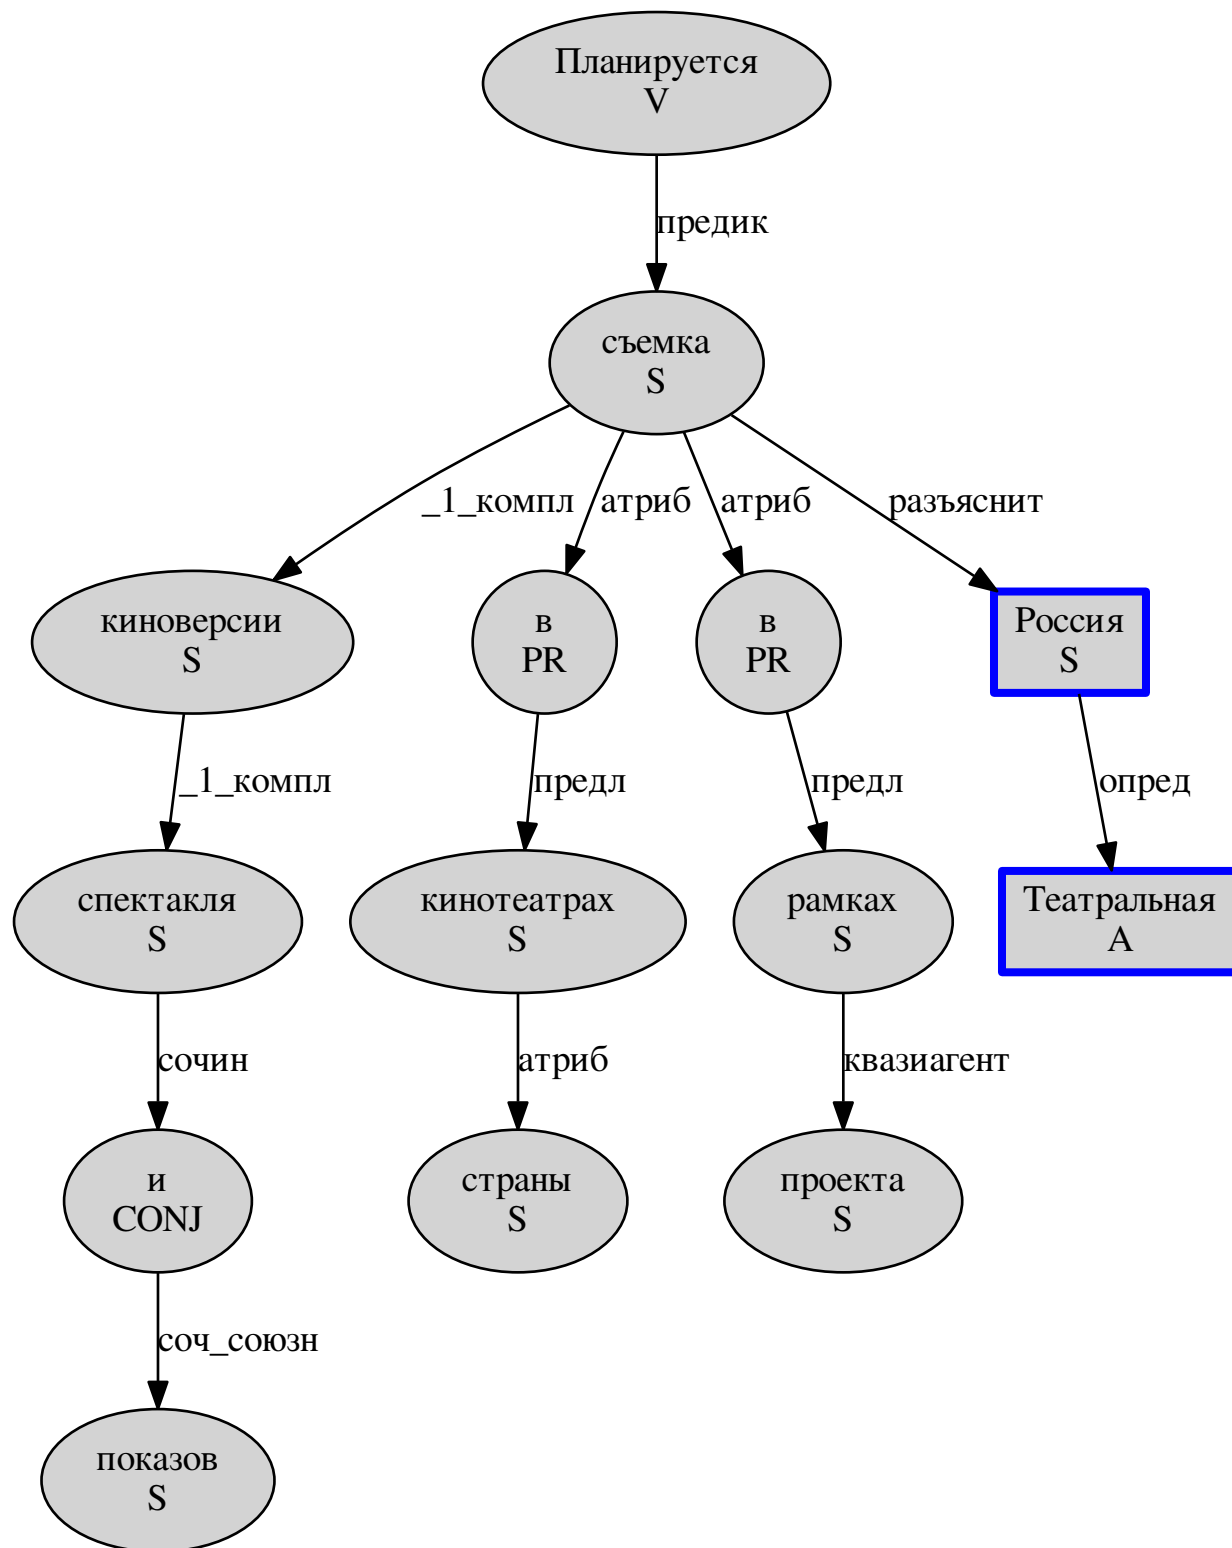 Планируется
V
предик
съемка
S
_1_компл
атриб
атриб
разъяснит
киноверсии
S
в
PR
в
PR
Россия
S
_1_компл
предл
предл
опред
спектакля
S
кинотеатрах
S
рамках
S
Театральная
A
сочин
атриб
квазиагент
и
CONJ
страны
S
проекта
S
соч_союзн
показов
S